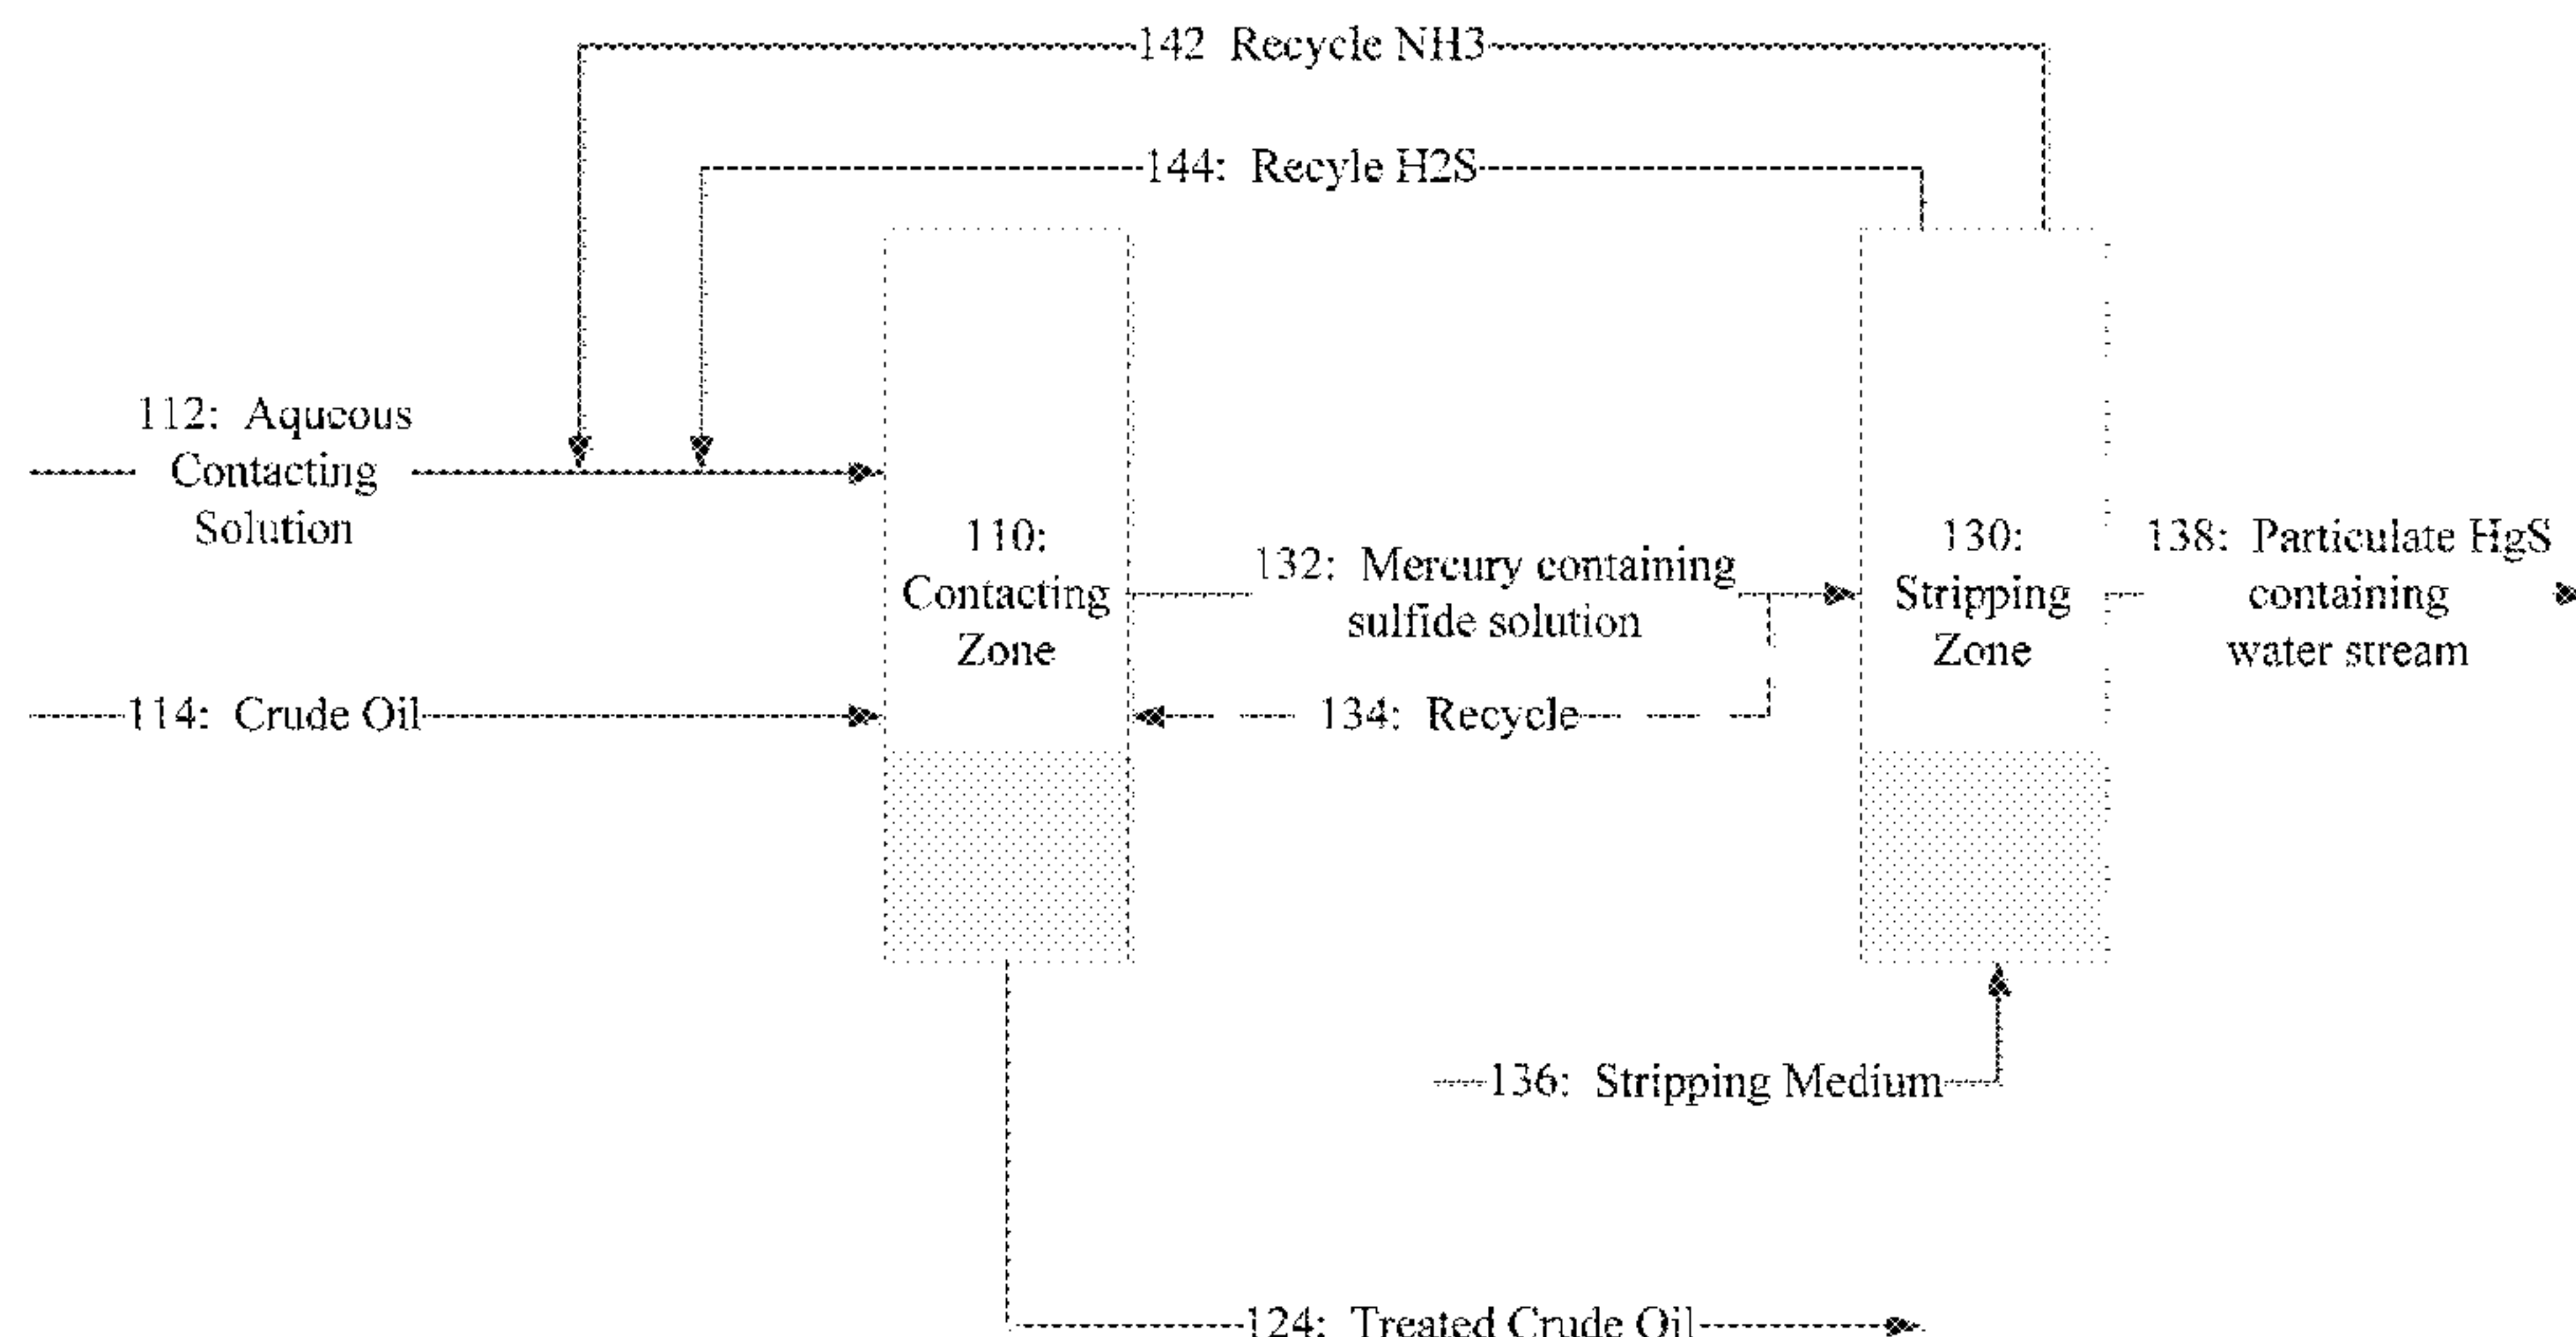 142 Recycle NH3
144: Recyle H2S
112: Aqueous
Contacting
Solution
110:
Contacting
Zone
132: Mercury containing
sulfide solution
130:
Stripping
Zone
138: Particulate HgS
containing
water stream
114: Crude Oil
134: Recycle
136: Stripping Medium
124: Treated Crude Oil